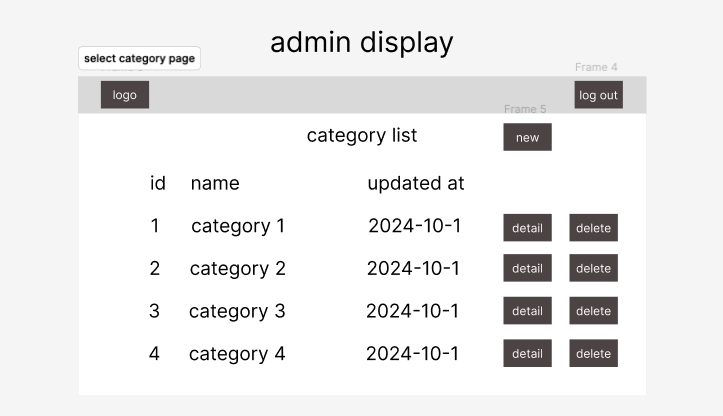 admin display
select category page
Frame 4
logo
log out
Frame 5
category list
new
id name updated at
1 category 1 2024-10-1 detail delete
2 category 2 2024-10-1 detail delete
3 category 3 2024-10-1 detail delete
4 category 4 2024-10-1 detail delete